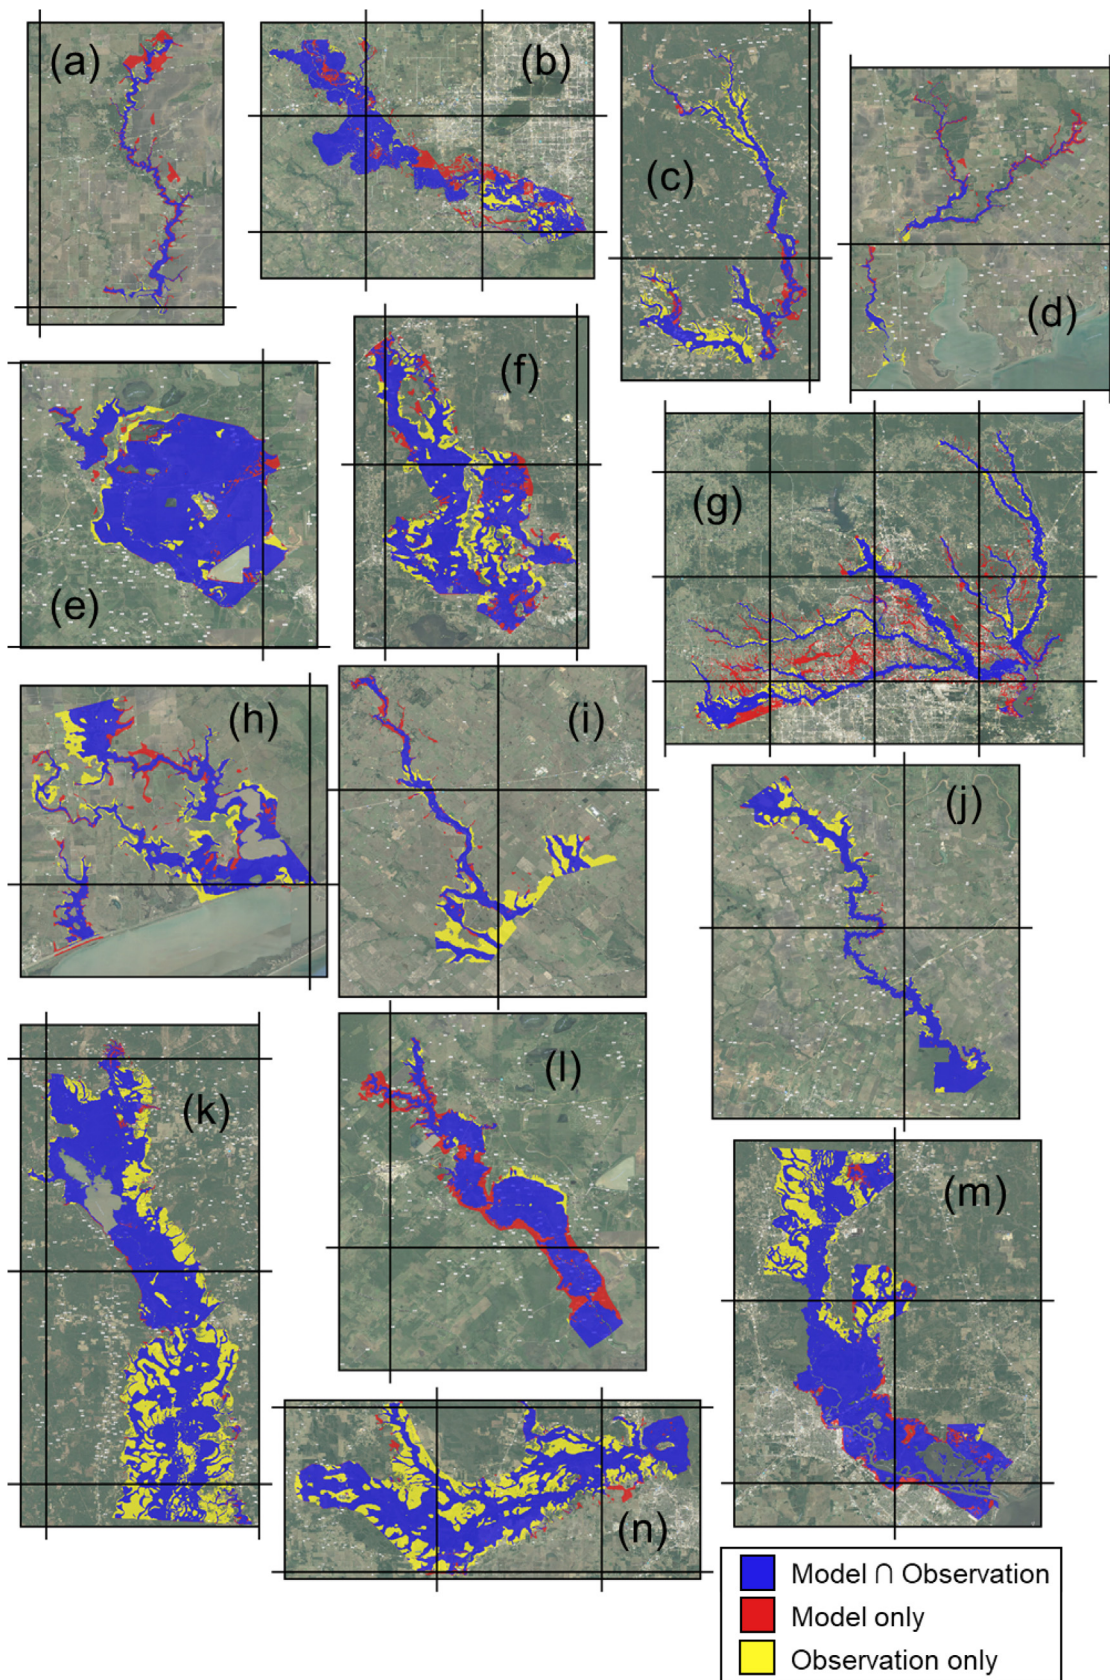 (a)
(b)
(c)
(d)
(e)
(f)
(g)
(h)
(i)
(j)
(k)
(l)
(m)
(n)
Model ∩ Observation
Model only
Observation only